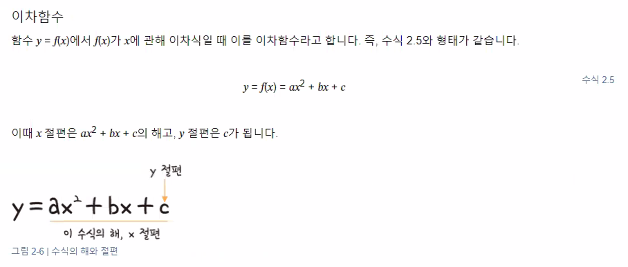 이차함수
함수 y = f(x)에서 f(x)가 x에 관해 이차식일 때 이를 이차함수라고 합니다. 즉, 수식 2.5와 형태가 같습니다.
y = f(x) = ax² + bx + c
수식 2.5
이때 x 절편은 ax² + bx + c의 해고, y 절편은 c가 됩니다.
y 절편
y = ax² + bx + c
이 수식의 해, x 절편
그림 2-6 | 수식의 해와 절편